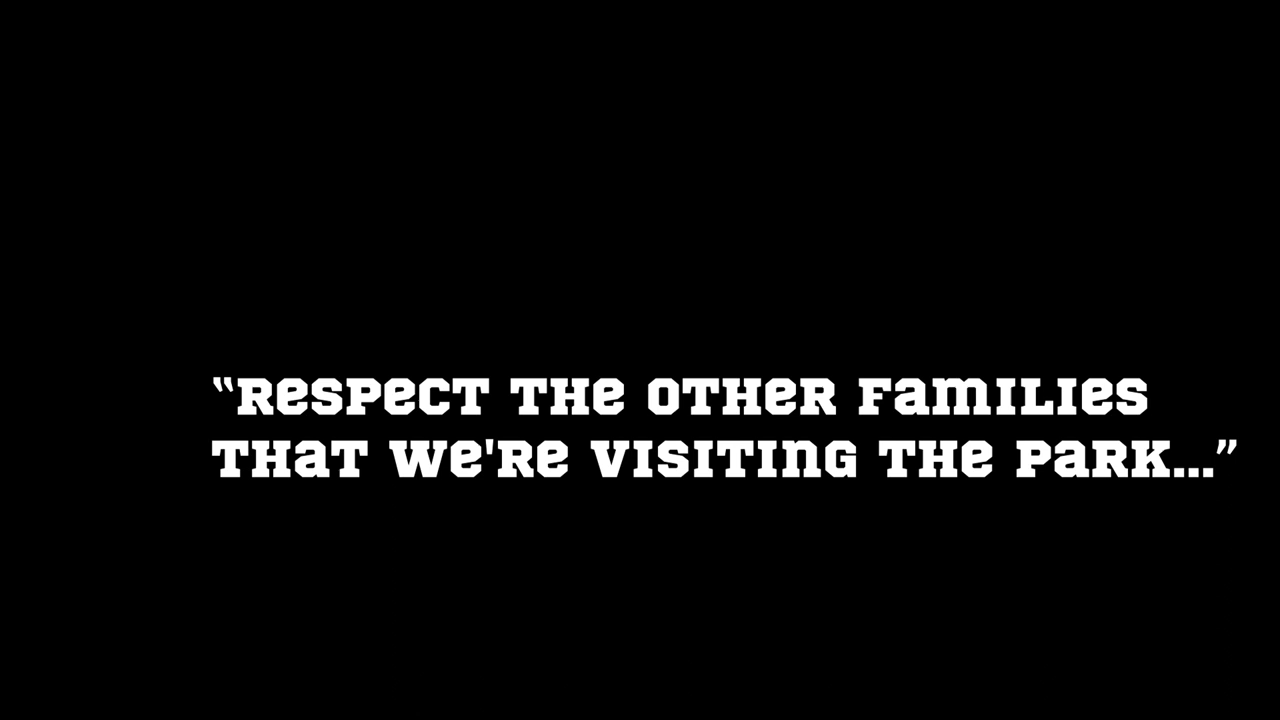 “Respect the other families
that we're visiting the park...”